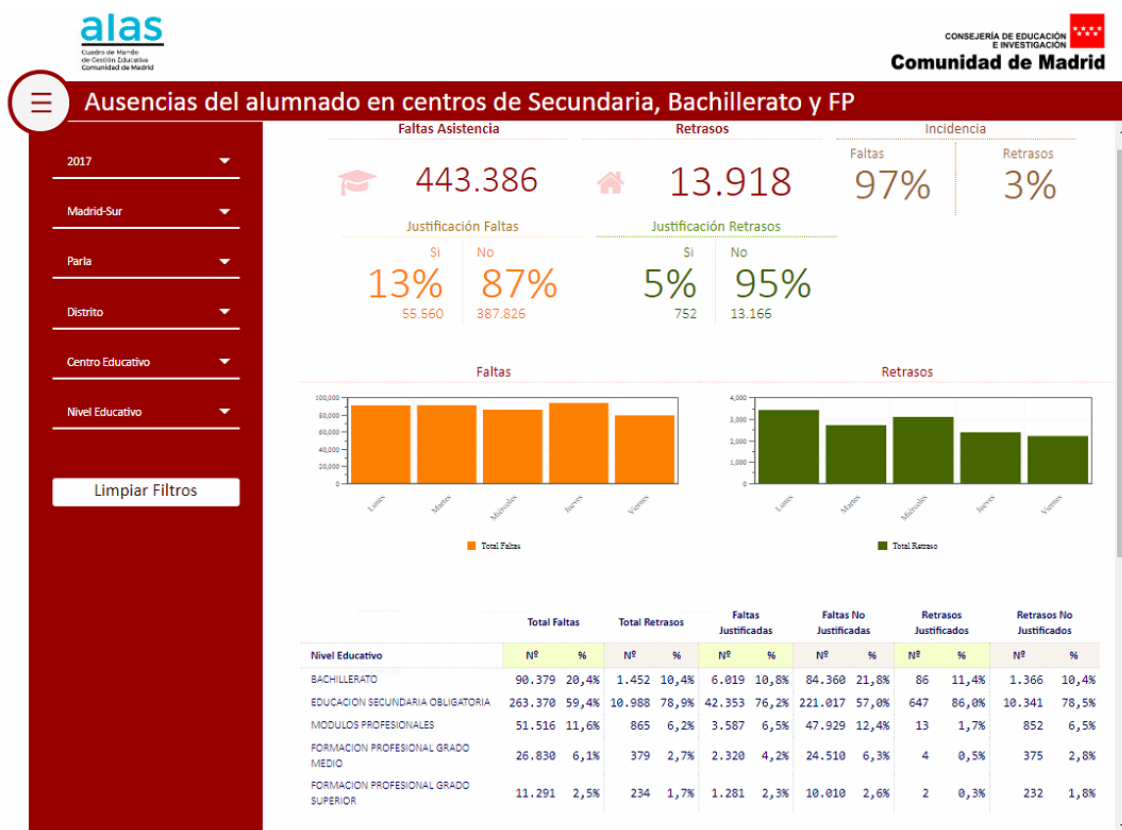 alas
Cuadro de Mando
de Gestión Educativa
Comunidad de Madrid
CONSEJERÍA DE EDUCACIÓN
E INVESTIGACIÓN
Comunidad de Madrid
Ausencias del alumnado en centros de Secundaria, Bachillerato y FP
2017
Madrid-Sur
Parla
Distrito
Centro Educativo
Nivel Educativo
Limpiar Filtros
Faltas Asistencia
443.386
Retrasos
13.918
Incidencia
Faltas Retrasos
97% 3%
Justificación Faltas
Si No
13% 87%
55.560 387.826
Justificación Retrasos
Si No
5% 95%
752 13.166
Faltas
100,000
80,000
60,000
40,000
20,000
0
Lunes Martes Miércoles Jueves Viernes
Total Faltas
Retrasos
4,000
3,000
2,000
1,000
0
Lunes Martes Miércoles Jueves Viernes
Total Retraso
Total Faltas Total Retrasos Faltas Justificadas Faltas No Justificadas Retrasos Justificados Retrasos No Justificados
Nivel Educativo Nº % Nº % Nº % Nº % Nº % Nº %
BACHILLERATO 90.379 20,4% 1.452 10,4% 6.019 10,8% 84.360 21,8% 86 11,4% 1.366 10,4%
EDUCACION SECUNDARIA OBLIGATORIA 263.370 59,4% 10.988 78,9% 42.353 76,2% 221.017 57,0% 647 86,0% 10.341 78,5%
MODULOS PROFESIONALES 51.516 11,6% 865 6,2% 3.587 6,5% 47.929 12,4% 13 1,7% 852 6,5%
FORMACION PROFESIONAL GRADO MEDIO 26.830 6,1% 379 2,7% 2.320 4,2% 24.510 6,3% 4 0,5% 375 2,8%
FORMACION PROFESIONAL GRADO SUPERIOR 11.291 2,5% 234 1,7% 1.281 2,3% 10.010 2,6% 2 0,3% 232 1,8%